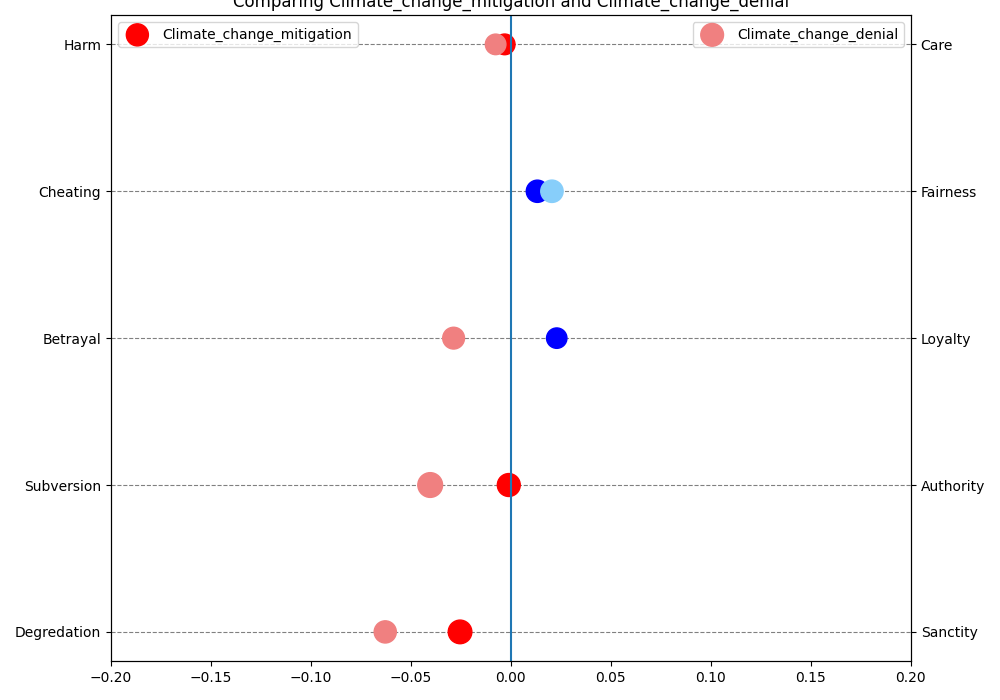 Comparing Climate_change_mitigation and Climate_change_denial
Climate_change_mitigation
Climate_change_denial
Harm
Care
Cheating
Fairness
Betrayal
Loyalty
Subversion
Authority
Degredation
Sanctity
−0.20 −0.15 −0.10 −0.05 0.00 0.05 0.10 0.15 0.20